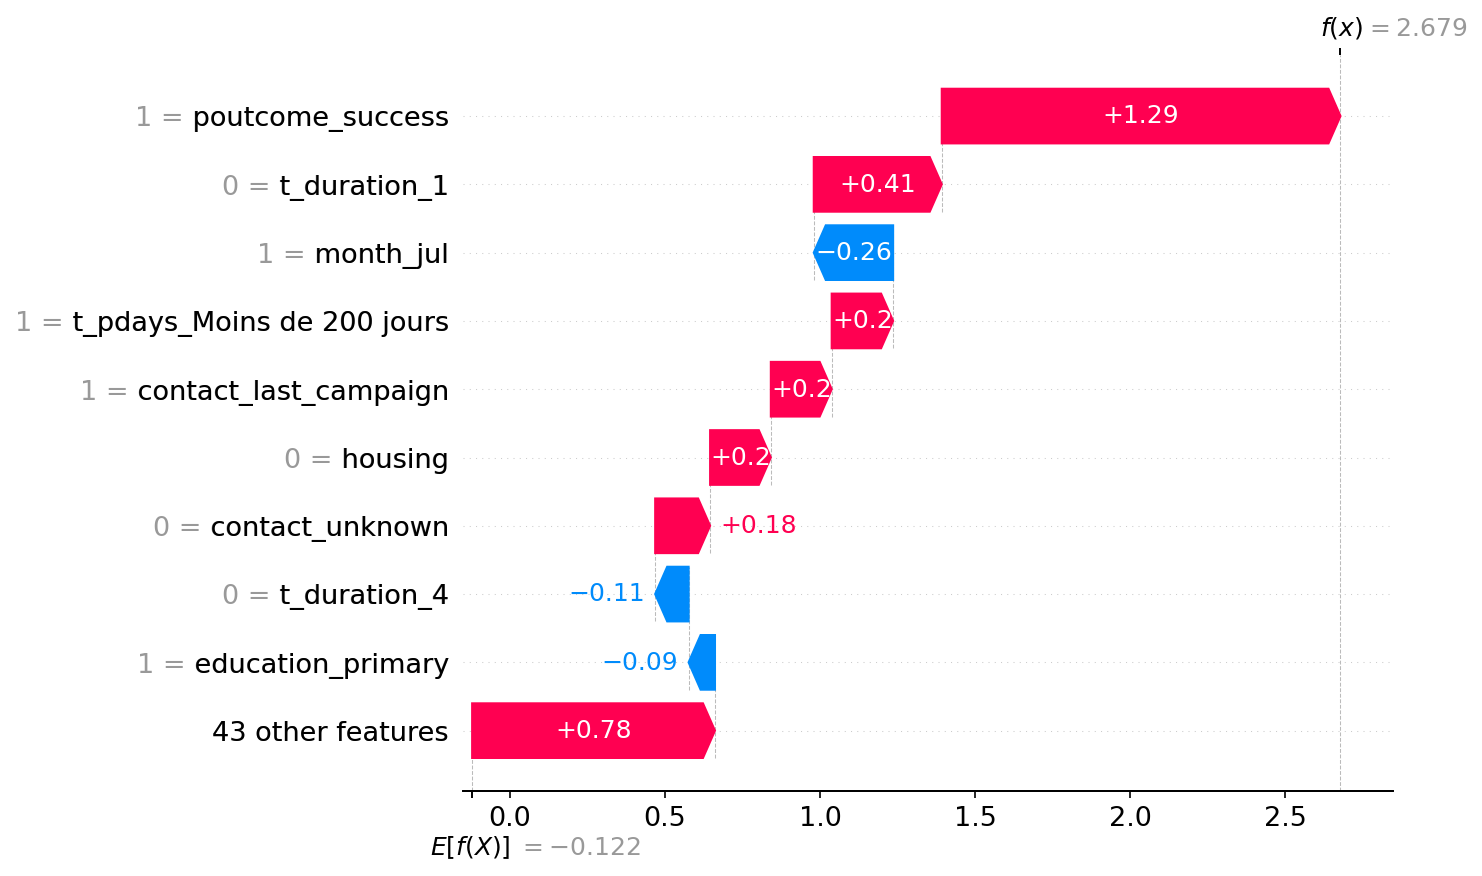 f(x) = 2.679
1 = poutcome_success
+1.29
0 = t_duration_1
+0.41
1 = month_jul
−0.26
1 = t_pdays_Moins de 200 jours
+0.2
1 = contact_last_campaign
+0.2
0 = housing
+0.2
0 = contact_unknown
+0.18
0 = t_duration_4
−0.11
1 = education_primary
−0.09
43 other features
+0.78
0.0 0.5 1.0 1.5 2.0 2.5
E[f(X)] = −0.122